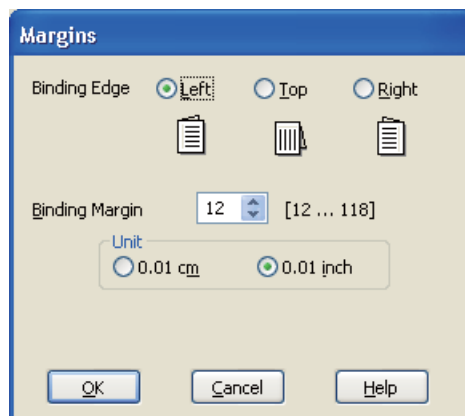 Margins
Binding Edge Left Top Right
Binding Margin 12 [12 ... 118]
Unit
0.01 cm 0.01 inch
OK Cancel Help